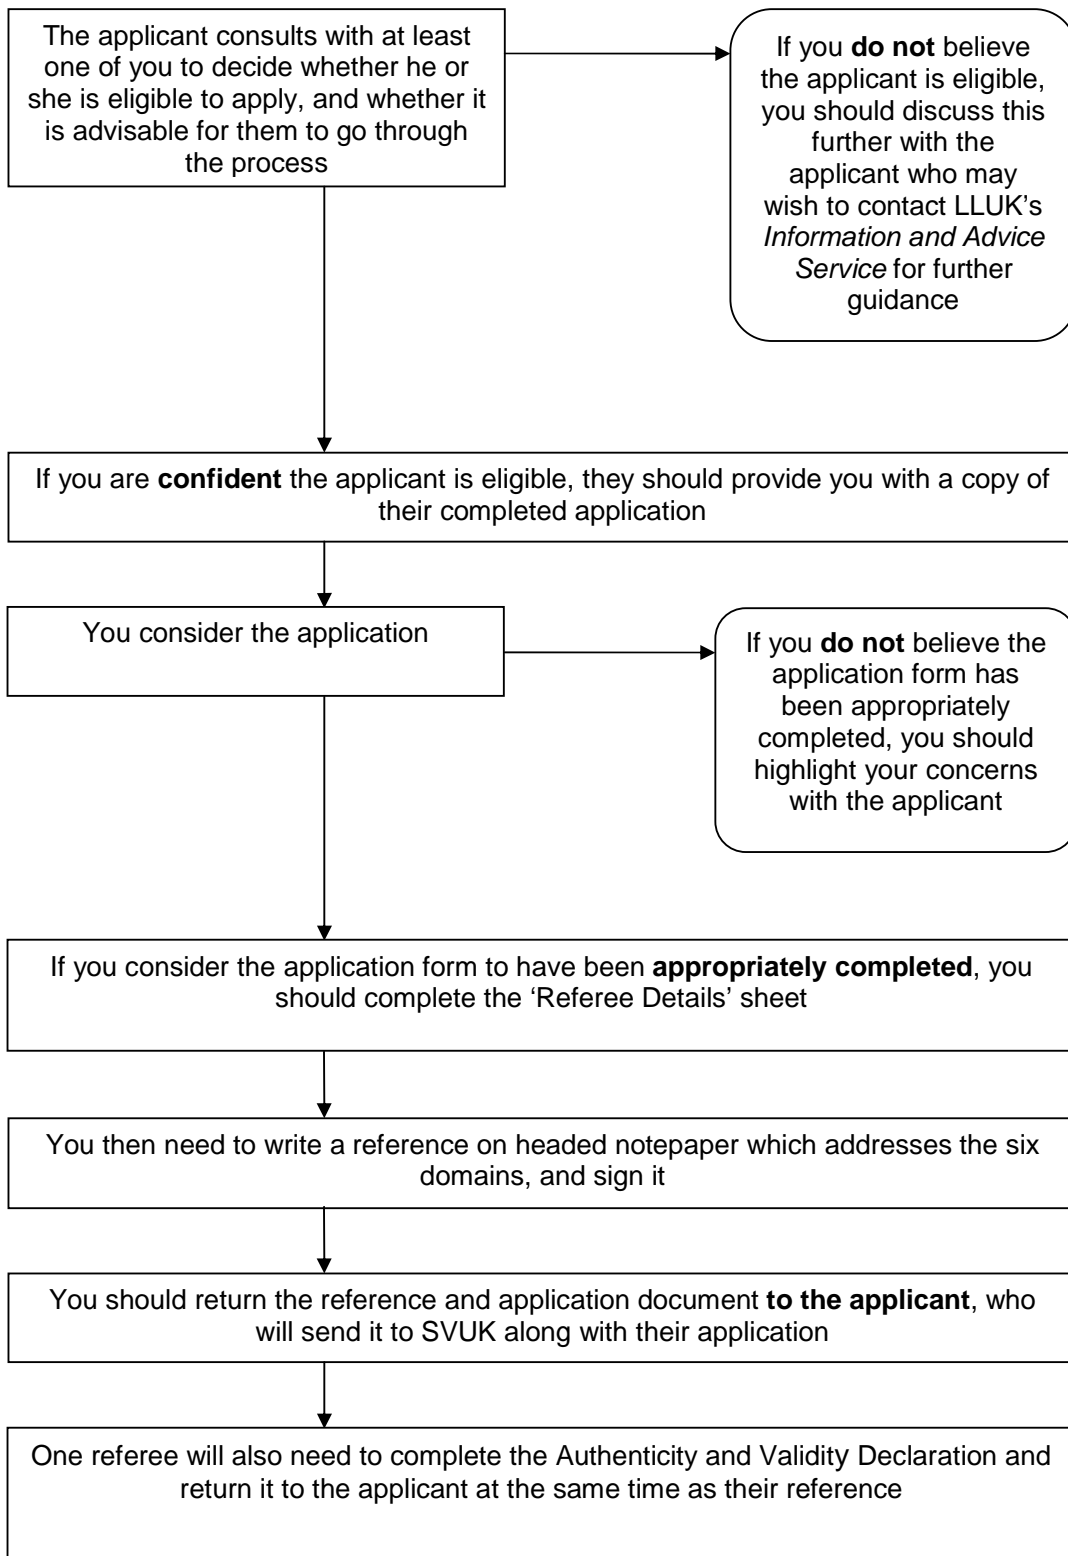 The applicant consults with at least
one of you to decide whether he or
she is eligible to apply, and whether it
is advisable for them to go through
the process
If you do not believe
the applicant is eligible,
you should discuss this
further with the
applicant who may
wish to contact LLUK’s
Information and Advice
Service for further
guidance
If you are confident the applicant is eligible, they should provide you with a copy of
their completed application
You consider the application
If you do not believe the
application form has
been appropriately
completed, you should
highlight your concerns
with the applicant
If you consider the application form to have been appropriately completed, you
should complete the ‘Referee Details’ sheet
You then need to write a reference on headed notepaper which addresses the six
domains, and sign it
You should return the reference and application document to the applicant, who
will send it to SVUK along with their application
One referee will also need to complete the Authenticity and Validity Declaration and
return it to the applicant at the same time as their reference